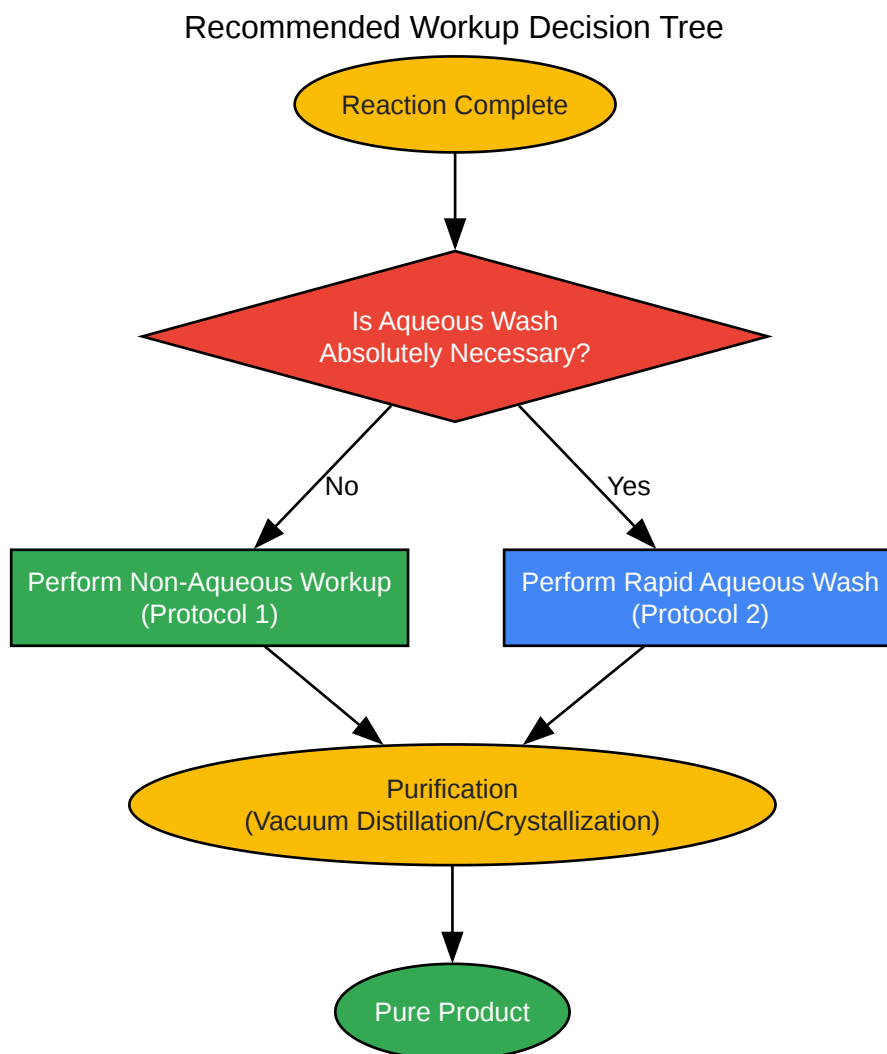 Recommended Workup Decision Tree
Reaction Complete
Is Aqueous Wash
Absolutely Necessary?
No
Yes
Perform Non-Aqueous Workup
(Protocol 1)
Perform Rapid Aqueous Wash
(Protocol 2)
Purification
(Vacuum Distillation/Crystallization)
Pure Product